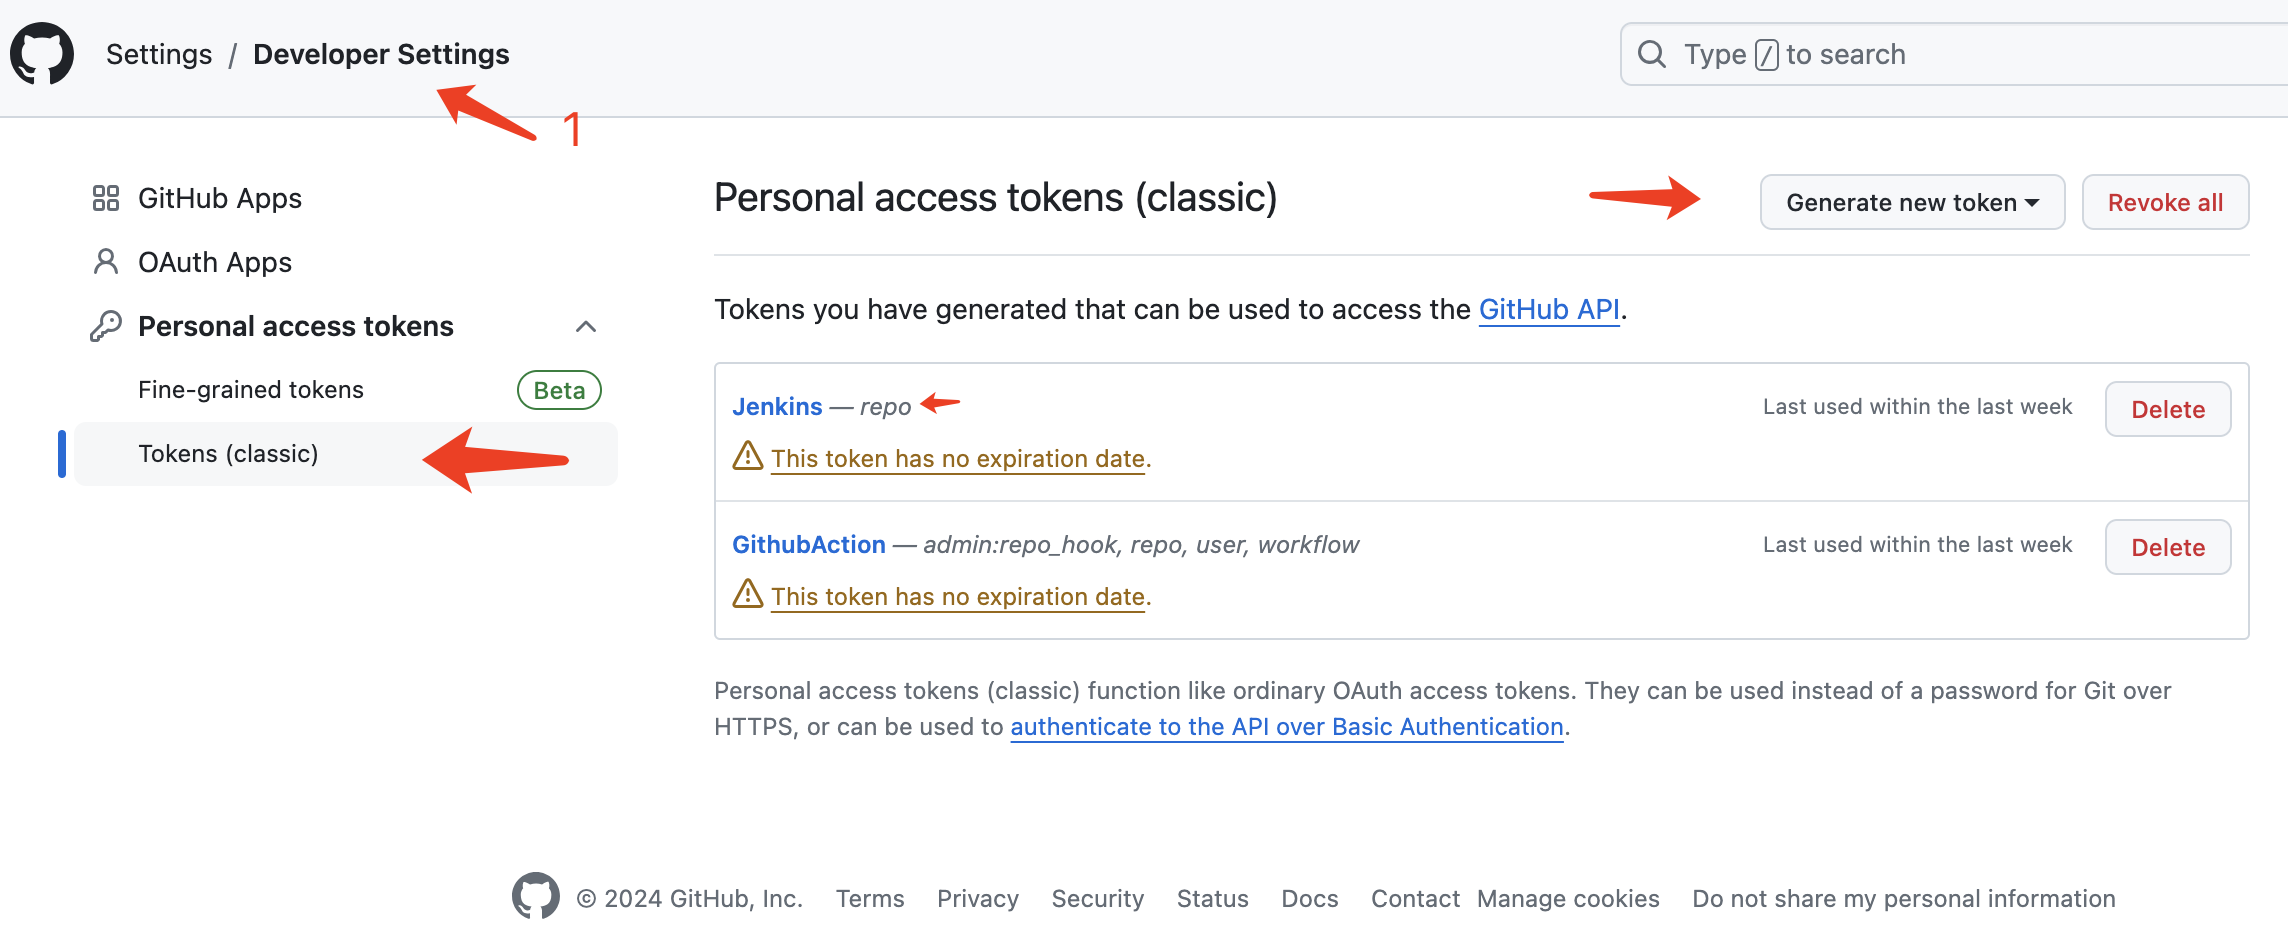 Settings / Developer Settings
Type / to search
1
GitHub Apps
OAuth Apps
Personal access tokens
Fine-grained tokens Beta
Tokens (classic)
Personal access tokens (classic)
Generate new token
Revoke all
Tokens you have generated that can be used to access the GitHub API.
Jenkins — repo
Last used within the last week
Delete
This token has no expiration date.
GithubAction — admin:repo_hook, repo, user, workflow
Last used within the last week
Delete
This token has no expiration date.
Personal access tokens (classic) function like ordinary OAuth access tokens. They can be used instead of a password for Git over
HTTPS, or can be used to authenticate to the API over Basic Authentication.
© 2024 GitHub, Inc. Terms Privacy Security Status Docs Contact Manage cookies Do not share my personal information